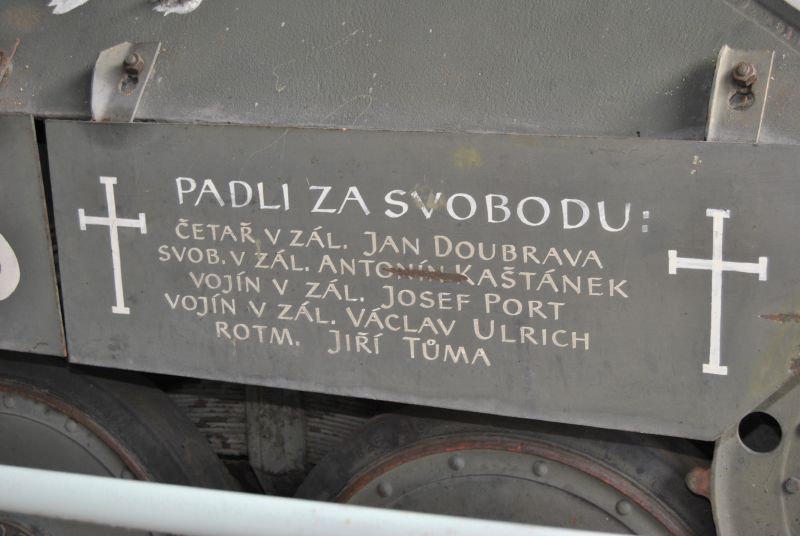 PADLI ZA SVOBODU:
ČETAŘ V ZÁL. JAN DOUBRAVA
SVOB. V ZÁL. ANTONÍN KAŠTÁNEK
VOJÍN V ZÁL. JOSEF PORT
VOJÍN V ZÁL. VÁCLAV ULRICH
ROTM. JIŘÍ TŮMA